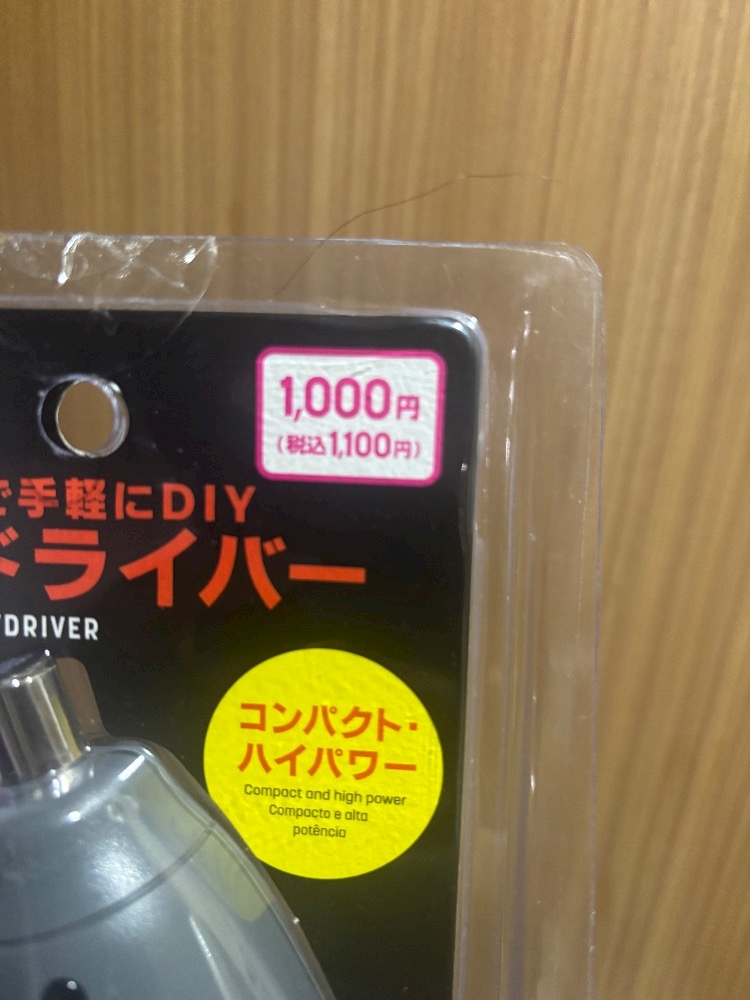 1,000円
(税込1,100円)
で手軽にDIY
ドライバー
DRIVER
コンパクト・
ハイパワー
Compact and high power
Compacto e alta
potência